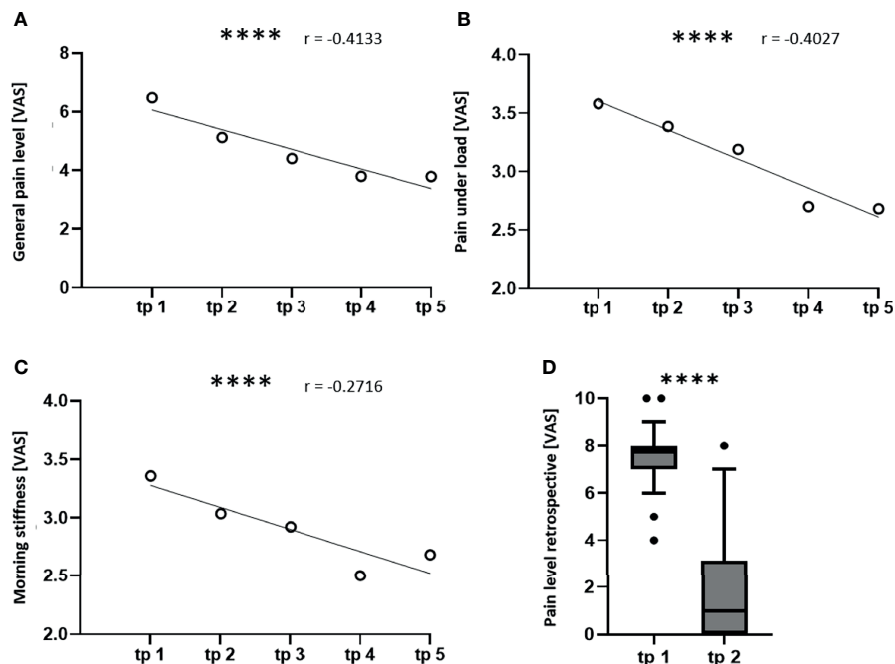 A
**** r = -0.4133
General pain level [VAS]
8
6
4
2
0
tp 1 tp 2 tp 3 tp 4 tp 5
B
**** r = -0.4027
Pain under load [VAS]
4.0
3.5
3.0
2.5
2.0
tp 1 tp 2 tp 3 tp 4 tp 5
C
**** r = -0.2716
Morning stiffness [VAS]
4.0
3.5
3.0
2.5
2.0
tp 1 tp 2 tp 3 tp 4 tp 5
D
****
Pain level retrospective [VAS]
10
8
6
4
2
0
tp 1 tp 2